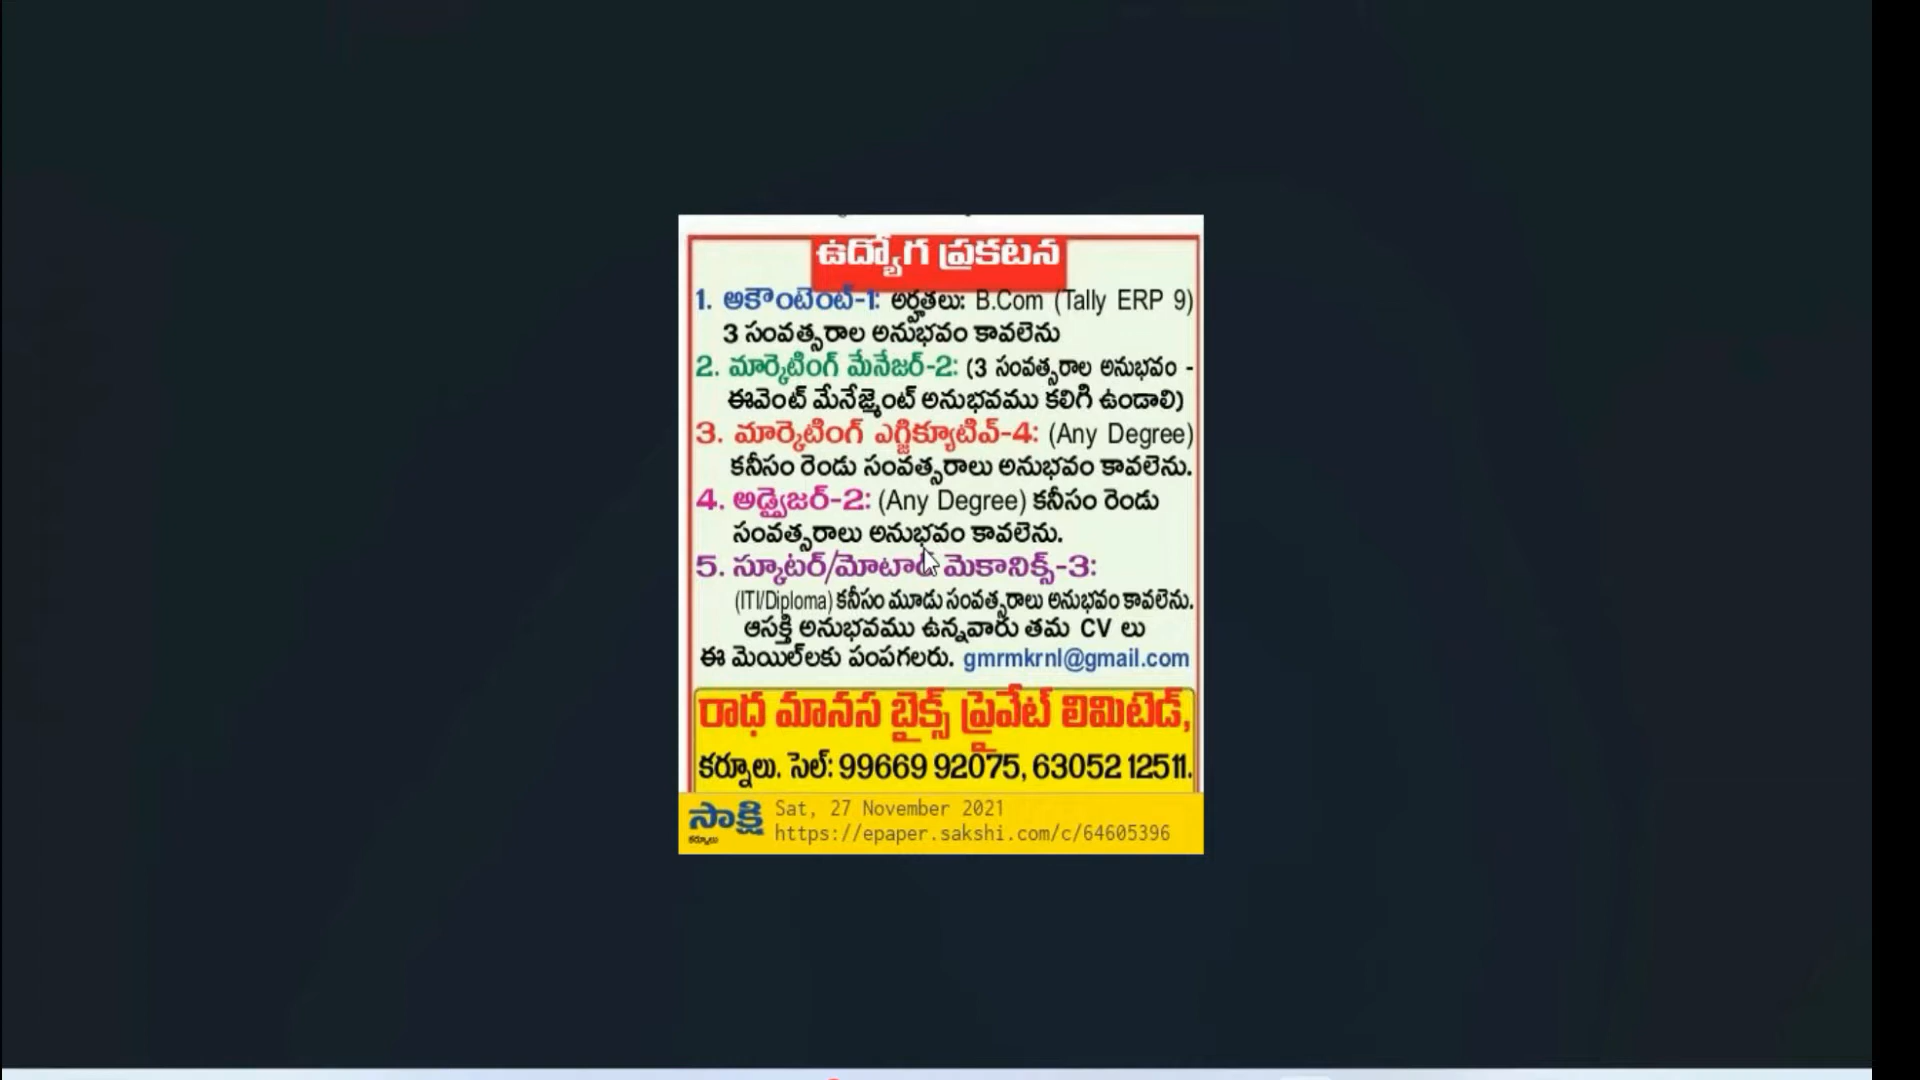 ఉద్యోగ ప్రకటన
1. అకౌంటెంట్-1: అర్హతలు: B.Com (Tally ERP 9)
3 సంవత్సరాల అనుభవం కావలెను
2. మార్కెటింగ్ మేనేజర్-2: (3 సంవత్సరాల అనుభవం -
ఈవెంట్ మేనేజ్మెంట్ అనుభవము కలిగి ఉండాలి)
3. మార్కెటింగ్ ఎగ్జిక్యూటివ్-4: (Any Degree)
కనీసం రెండు సంవత్సరాలు అనుభవం కావలెను.
4. అడ్వైజర్-2: (Any Degree) కనీసం రెండు
సంవత్సరాలు అనుభవం కావలెను.
5. స్కూటర్/మోటార్ మెకానిక్స్-3:
(ITI/Diploma) కనీసం మూడు సంవత్సరాలు అనుభవం కావలెను.
ఆసక్తి అనుభవము ఉన్నవారు తమ CV లు
ఈ మెయిల్‌లకు పంపగలరు. gmrmkrnl@gmail.com
రాధ మానస బైక్స్ ప్రైవేట్ లిమిటెడ్,
కర్నూలు. సెల్: 99669 92075, 63052 12511.
సాక్షి Sat, 27 November 2021
కర్నూలు https://epaper.sakshi.com/c/64605396